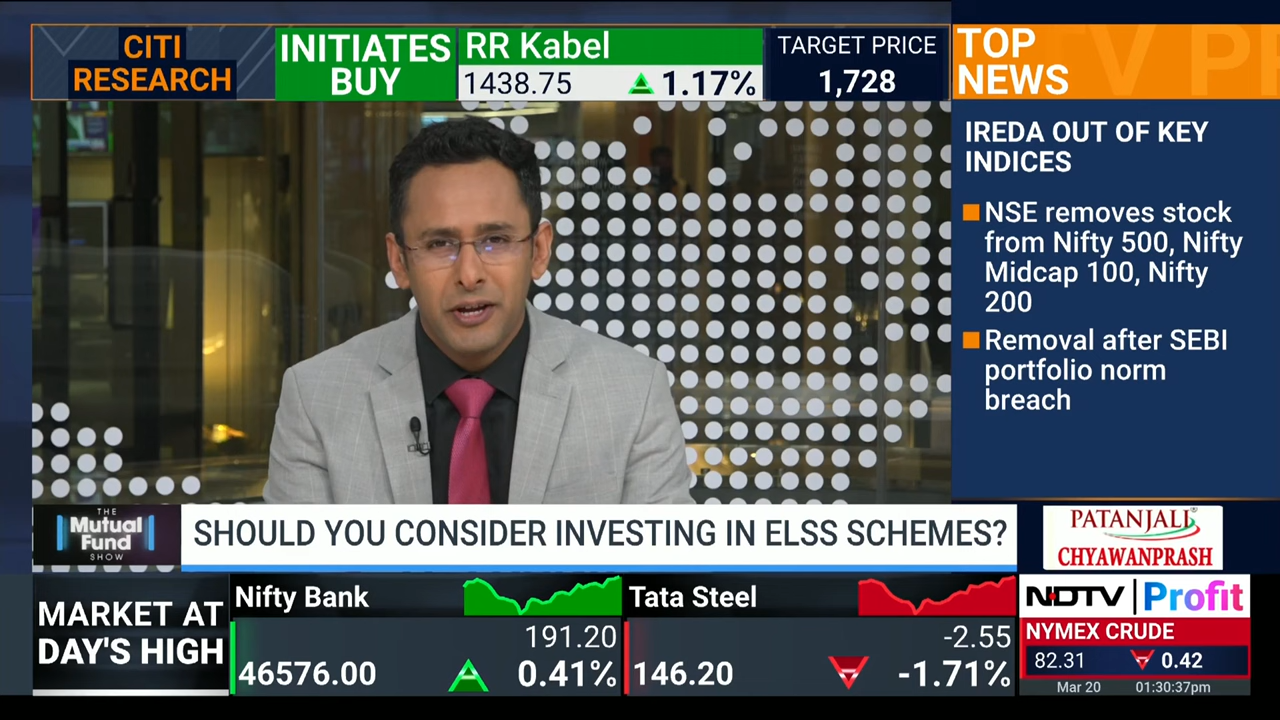 CITI
RESEARCH
INITIATES
BUY
RR Kabel
1438.75 1.17%
TARGET PRICE
1,728
TOP
NEWS
IREDA OUT OF KEY
INDICES
NSE removes stock
from Nifty 500, Nifty
Midcap 100, Nifty
200
Removal after SEBI
portfolio norm
breach
THE
Mutual
Fund
SHOW
SHOULD YOU CONSIDER INVESTING IN ELSS SCHEMES?
PATANJALI
CHYAWANPRASH
MARKET AT
DAY'S HIGH
Nifty Bank
191.20
46576.00 0.41%
Tata Steel
-2.55
146.20 -1.71%
NDTV Profit
NYMEX CRUDE
82.31 0.42
Mar 20 01:30:37pm